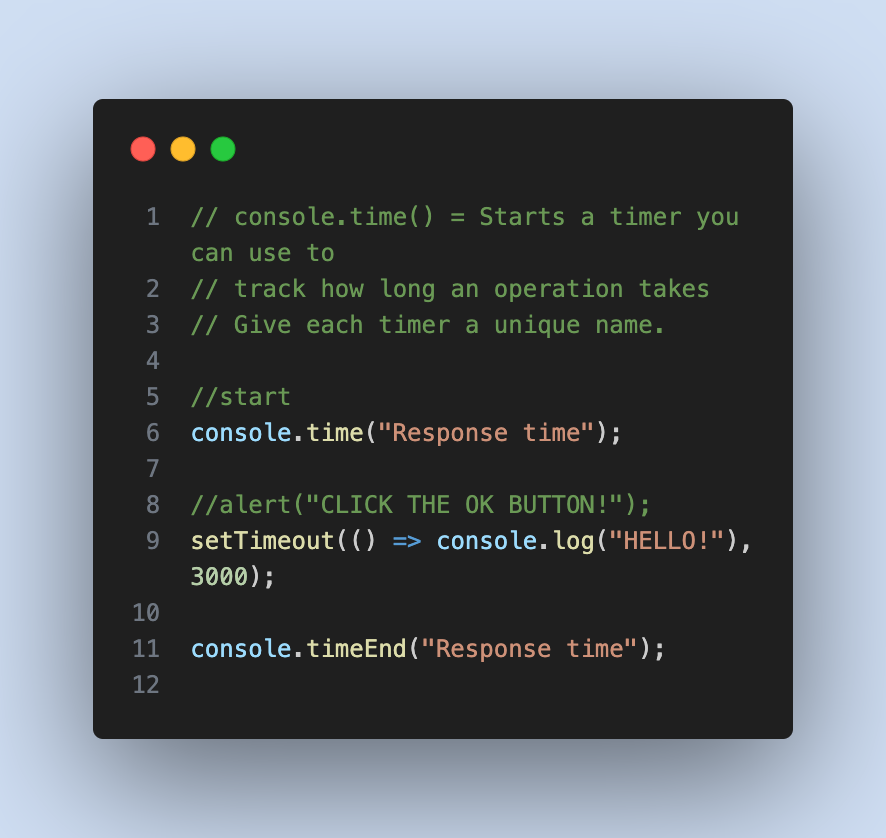 1 // console.time() = Starts a timer you
can use to
2 // track how long an operation takes
3 // Give each timer a unique name.
4
5 //start
6 console.time("Response time");
7
8 //alert("CLICK THE OK BUTTON!");
9 setTimeout(() => console.log("HELLO!"),
3000);
10
11 console.timeEnd("Response time");
12